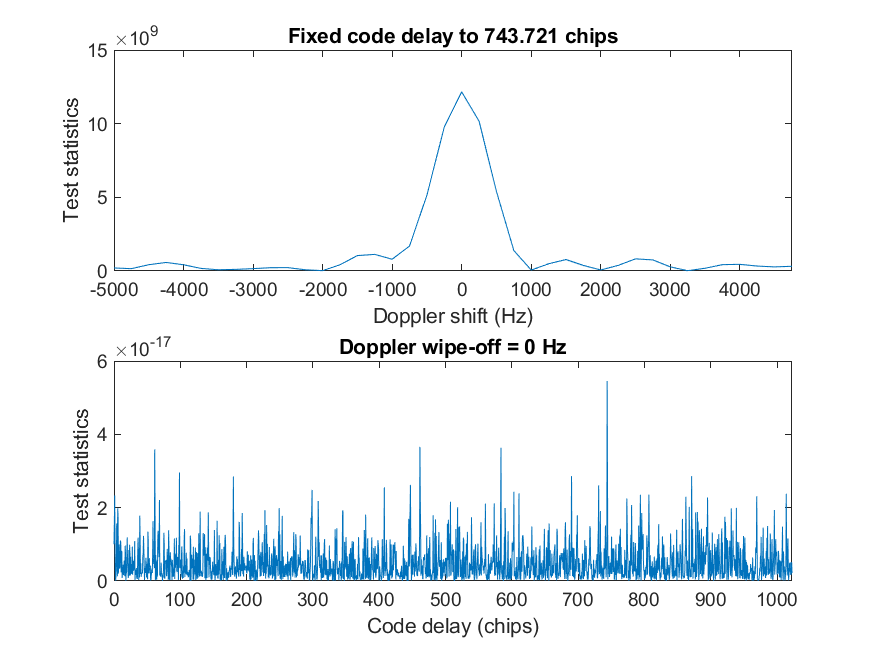 Fixed code delay to 743.721 chips
×10^9
15
10
5
0
Test statistics
-5000 -4000 -3000 -2000 -1000 0 1000 2000 3000 4000
Doppler shift (Hz)
Doppler wipe-off = 0 Hz
×10^-17
6
4
2
0
Test statistics
0 100 200 300 400 500 600 700 800 900 1000
Code delay (chips)